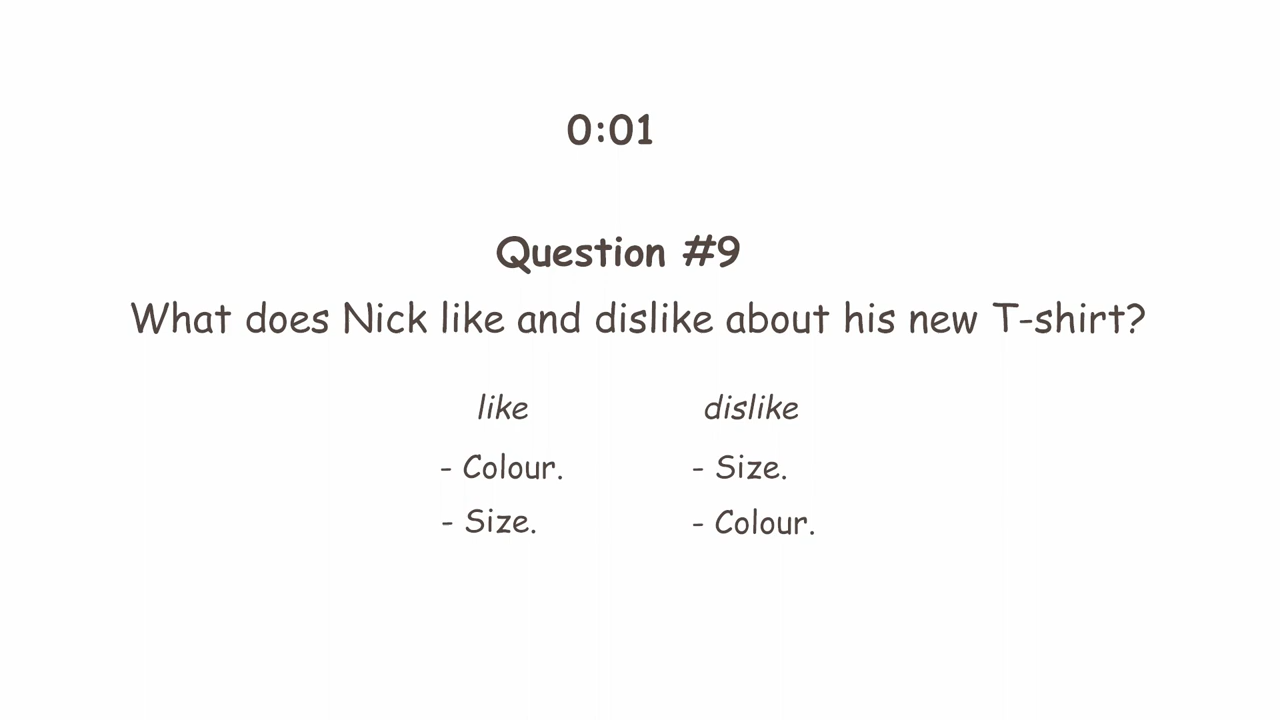 0:01
Question #9
What does Nick like and dislike about his new T-shirt?
like dislike
- Colour. - Size.
- Size. - Colour.